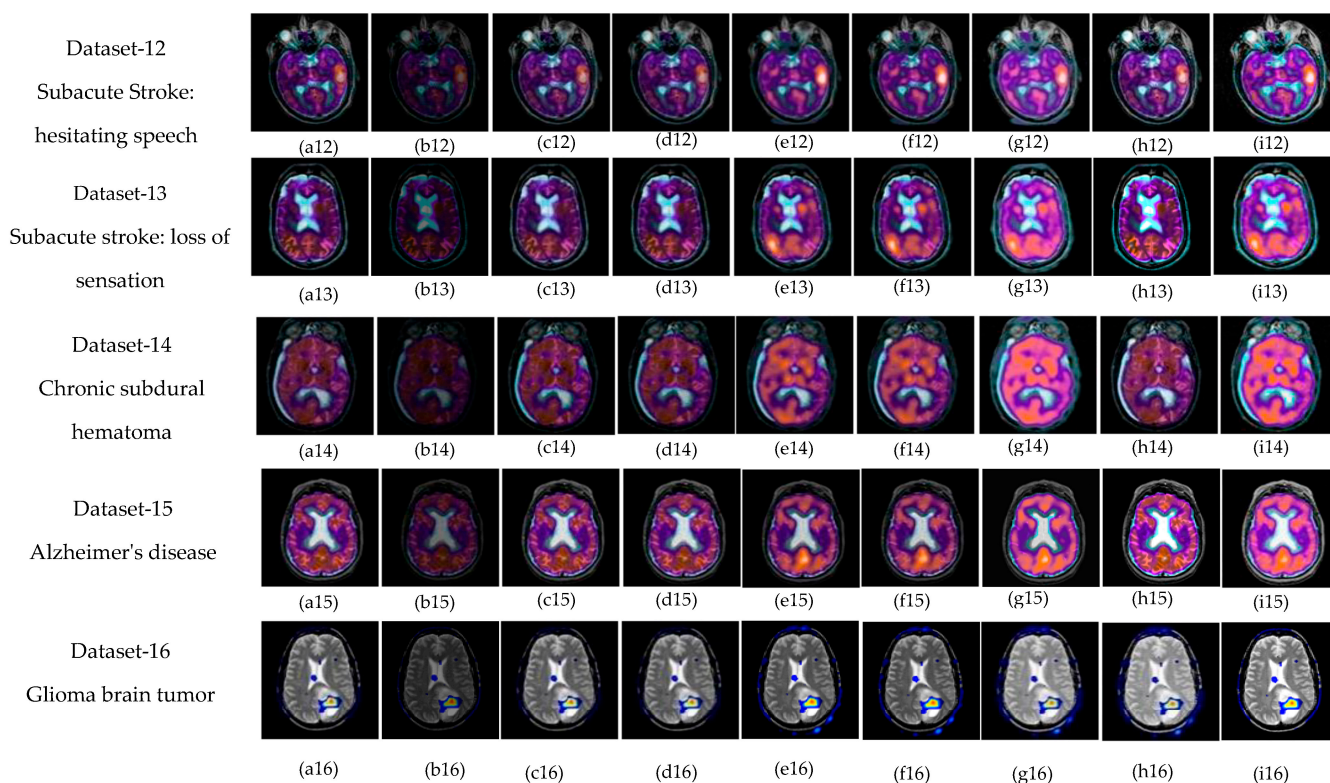 Dataset-12
Subacute Stroke:
hesitating speech
(a12) (b12) (c12) (d12) (e12) (f12) (g12) (h12) (i12)
Dataset-13
Subacute stroke: loss of
sensation
(a13) (b13) (c13) (d13) (e13) (f13) (g13) (h13) (i13)
Dataset-14
Chronic subdural
hematoma
(a14) (b14) (c14) (d14) (e14) (f14) (g14) (h14) (i14)
Dataset-15
Alzheimer's disease
(a15) (b15) (c15) (d15) (e15) (f15) (g15) (h15) (i15)
Dataset-16
Glioma brain tumor
(a16) (b16) (c16) (d16) (e16) (f16) (g16) (h16) (i16)